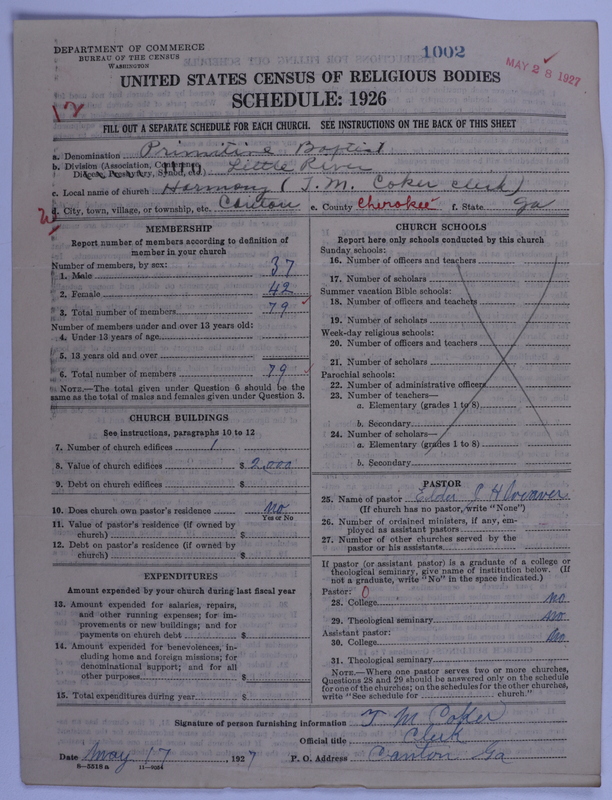 DEPARTMENT OF COMMERCE
BUREAU OF THE CENSUS
WASHINGTON
1002
MAY 28 1927
UNITED STATES CENSUS OF RELIGIOUS BODIES
SCHEDULE: 1926
FILL OUT A SEPARATE SCHEDULE FOR EACH CHURCH. SEE INSTRUCTIONS ON THE BACK OF THIS SHEET
a. Denomination Primitive Baptist
b. Division (Association, Conference, Diocese, Presbytery, Synod, etc.) Little River
c. Local name of church Harmony (T. M. Coker clerk)
d. City, town, village, or township, etc. Canton e. County Cherokee f. State Ga
MEMBERSHIP
Report number of members according to definition of
member in your church
Number of members, by sex:
1. Male 37
2. Female 42
3. Total number of members 79
Number of members under and over 13 years old:
4. Under 13 years of age
5. 13 years old and over
6. Total number of members 79
NOTE.—The total given under Question 6 should be the
same as the total of males and females given under Question 3.
CHURCH BUILDINGS
See instructions, paragraphs 10 to 12
7. Number of church edifices 1
8. Value of church edifices $ 2,000
9. Debt on church edifices $
10. Does church own pastor's residence No
Yes or No
11. Value of pastor's residence (if owned by
church) $
12. Debt on pastor's residence (if owned by
church) $
EXPENDITURES
Amount expended by your church during last fiscal year
13. Amount expended for salaries, repairs,
and other running expenses; for im-
provements or new buildings; and for
payments on church debt $
14. Amount expended for benevolences, in-
cluding home and foreign missions; for
denominational support; and for all
other purposes $
15. Total expenditures during year $
CHURCH SCHOOLS
Report here only schools conducted by this church
Sunday schools:
16. Number of officers and teachers
17. Number of scholars
Summer vacation Bible schools:
18. Number of officers and teachers
19. Number of scholars
Week-day religious schools:
20. Number of officers and teachers
21. Number of scholars
Parochial schools:
22. Number of administrative officers
23. Number of teachers—
a. Elementary (grades 1 to 8)
b. Secondary
24. Number of scholars—
a. Elementary (grades 1 to 8)
b. Secondary
PASTOR
25. Name of pastor Elder
(If church has no pastor, write "None")
26. Number of ordained ministers, if any, em-
ployed as assistant pastors
27. Number of other churches served by the
pastor or his assistants
If pastor (or assistant pastor) is a graduate of a college or
theological seminary, give name of institution below. (If
not a graduate, write "No" in the space indicated.)
Pastor: 0
28. College no
29. Theological seminary no
Assistant pastor:
30. College no
31. Theological seminary
NOTE.—Where one pastor serves two or more churches,
Questions 28 and 29 should be answered only on the schedule
for one of the churches; on the schedules for the other churches,
write "See schedule for church."
Signature of person furnishing information T. M. Coker
Official title Clerk
Date May 17, 1927 P. O. Address Canton Ga
8-5518a 11-9304